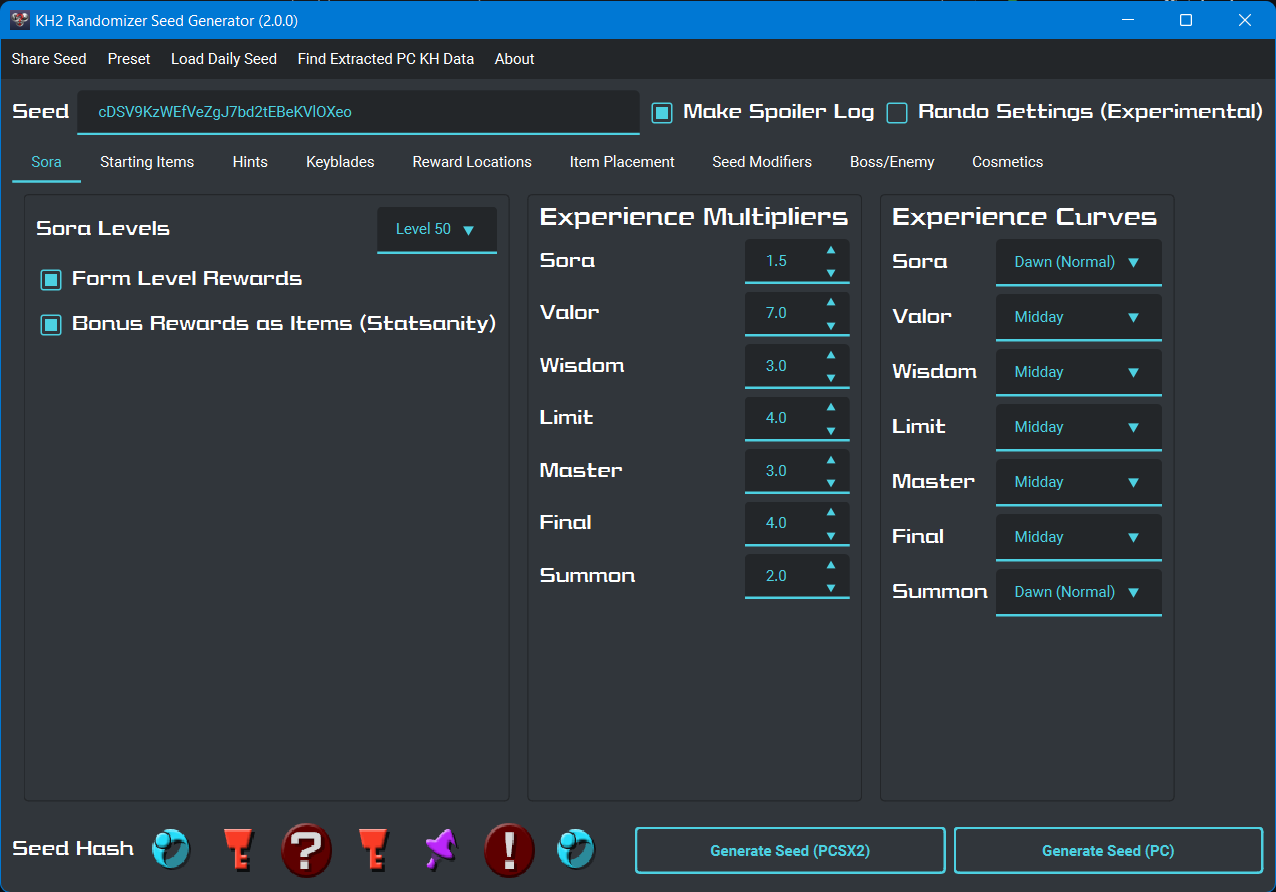 KH2 Randomizer Seed Generator (2.0.0)
Share Seed Preset Load Daily Seed Find Extracted PC KH Data About
Seed cDSV9KzWEfVeZgJ7bd2tEBeKVlOXeo Make Spoiler Log Rando Settings (Experimental)
Sora Starting Items Hints Keyblades Reward Locations Item Placement Seed Modifiers Boss/Enemy Cosmetics
Sora Levels Level 50
Form Level Rewards
Bonus Rewards as Items (Statsanity)
Experience Multipliers
Sora 1.5
Valor 7.0
Wisdom 3.0
Limit 4.0
Master 3.0
Final 4.0
Summon 2.0
Experience Curves
Sora Dawn (Normal)
Valor Midday
Wisdom Midday
Limit Midday
Master Midday
Final Midday
Summon Dawn (Normal)
Seed Hash ? ! Generate Seed (PCSX2) Generate Seed (PC)